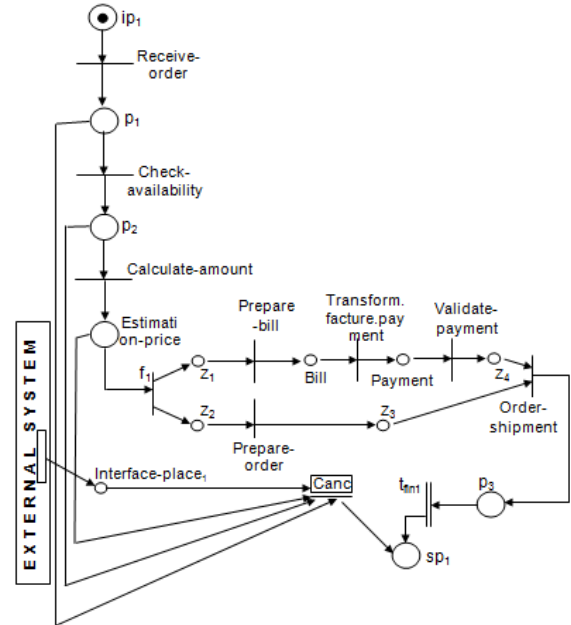 ip1
Receive-
order
p1
Check-
availability
p2
Calculate-amount
Estimati
on-price
f1
z1
Prepare
-bill
Bill
Transform.
facture.pay
ment
Payment
Validate-
payment
z4
z2
Prepare-
order
z3
Order-
shipment
EXTERNAL SYSTEM
Interface-place1
Canc
tfin1
p3
sp1